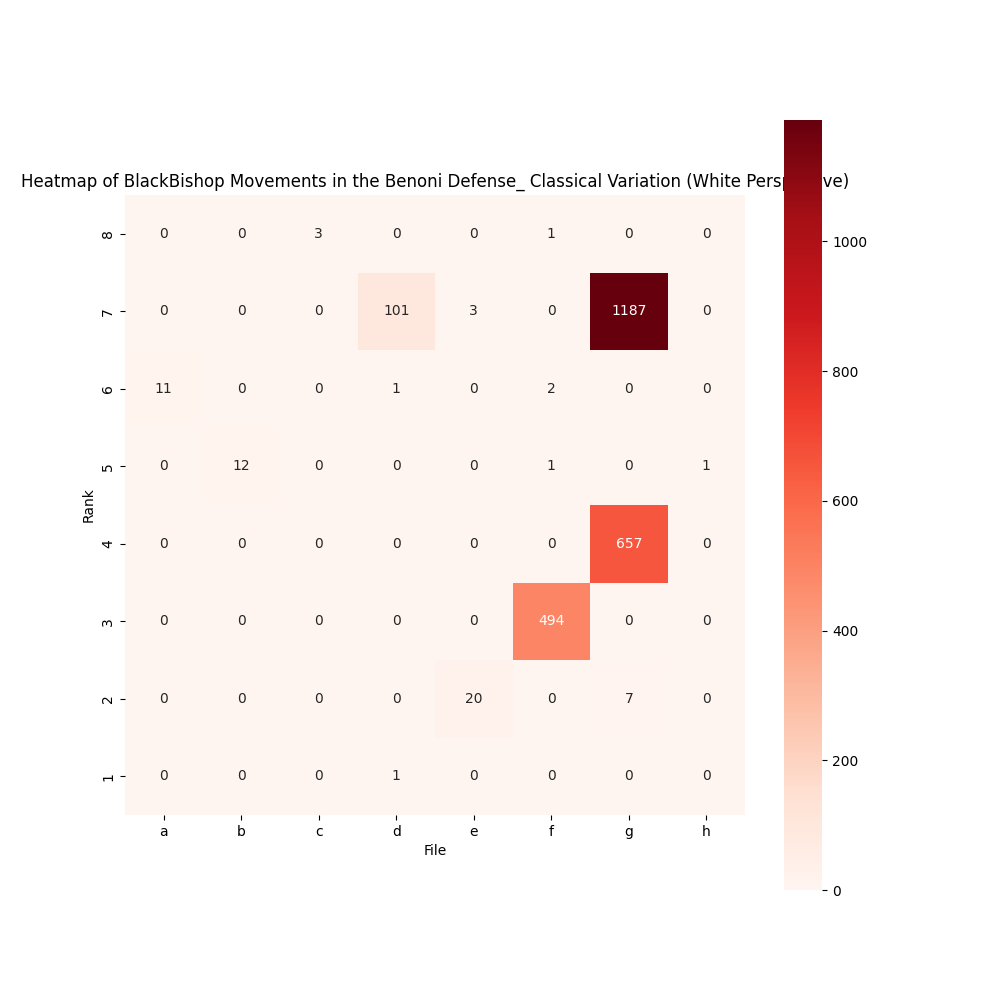 Heatmap of BlackBishop Movements in the Benoni Defense_ Classical Variation (White Pers ve)
8 0 0 3 0 0 1 0 0
7 0 0 0 101 3 0 1187 0
6 11 0 0 1 0 2 0 0
5 0 12 0 0 0 1 0 1
Rank
4 0 0 0 0 0 0 657 0
3 0 0 0 0 0 494 0 0
2 0 0 0 0 20 0 7 0
1 0 0 0 1 0 0 0 0
a b c d e f g h
File
1000
800
600
400
200
0